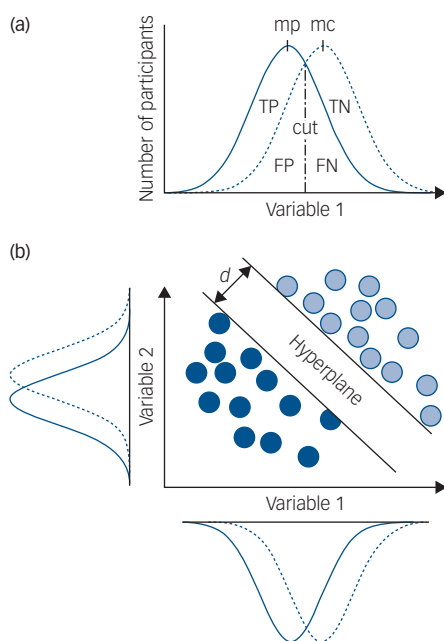 (a)
mp mc
Number of participants
TP TN
cut
FP FN
Variable 1
(b)
d
Hyperplane
Variable 2
Variable 1